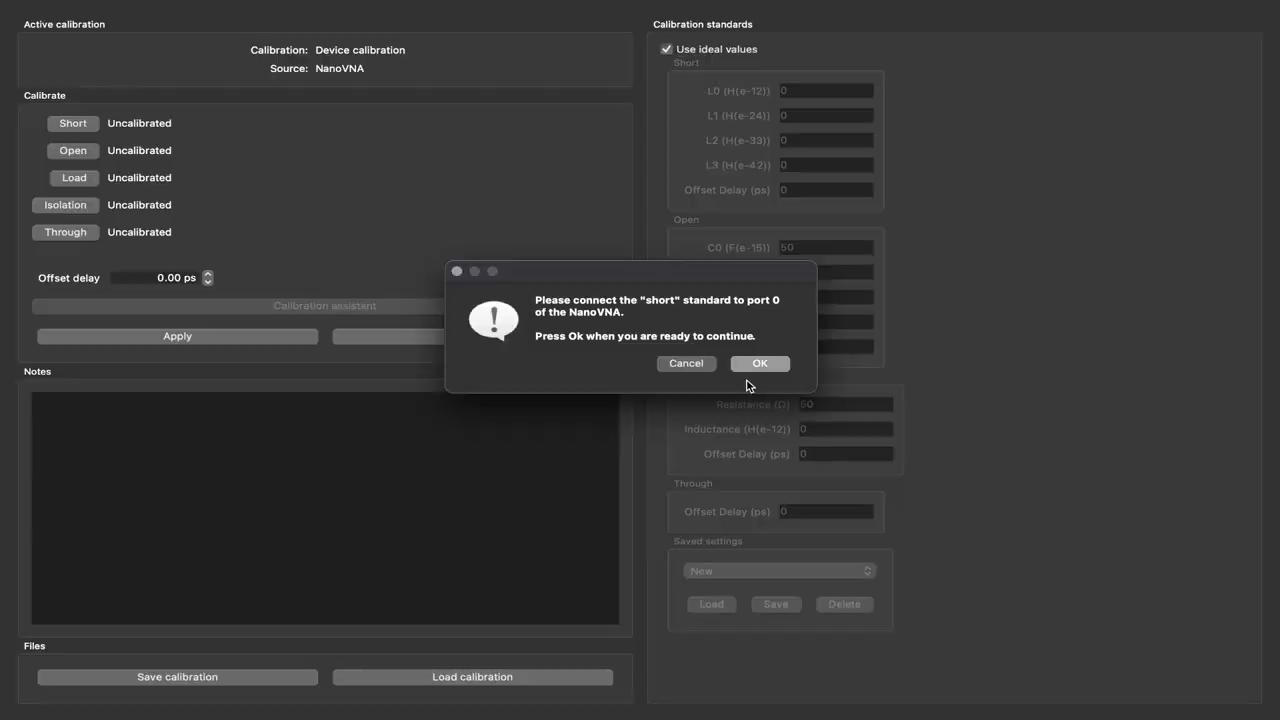 Active calibration
Calibration: Device calibration
Source: NanoVNA
Calibrate
Short Uncalibrated
Open Uncalibrated
Load Uncalibrated
Isolation Uncalibrated
Through Uncalibrated
Offset delay 0.00 ps
Calibration assistant
Apply
Notes
Files
Save calibration Load calibration
Please connect the "short" standard to port 0
of the NanoVNA.
Press Ok when you are ready to continue.
Cancel OK
Calibration standards
Use ideal values
Short
L0 (H(e-12)) 0
L1 (H(e-24)) 0
L2 (H(e-33)) 0
L3 (H(e-42)) 0
Offset Delay (ps) 0
Open
C0 (F(e-15)) 50
Resistance (Ω) 50
Inductance (H(e-12)) 0
Offset Delay (ps) 0
Through
Offset Delay (ps) 0
Saved settings
New
Load Save Delete